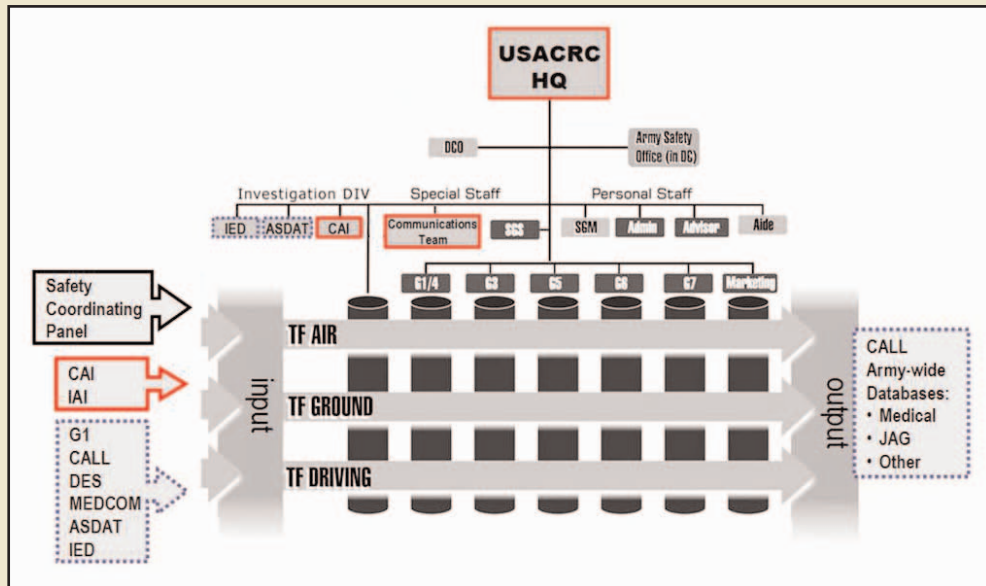 USACRC
HQ
DCO
Army Safety
Office (in DC)
Investigation DIV
Special Staff
Personal Staff
IED
ASDAT
CAI
Communications
Team
SGS
SGM
Admin
Advisor
Aide
G1/4
G3
G5
G6
G7
Marketing
Safety
Coordinating
Panel
CAI
IAI
G1
CALL
DES
MEDCOM
ASDAT
IED
input
TF AIR
TF GROUND
TF DRIVING
output
CALL
Army-wide
Databases:
• Medical
• JAG
• Other